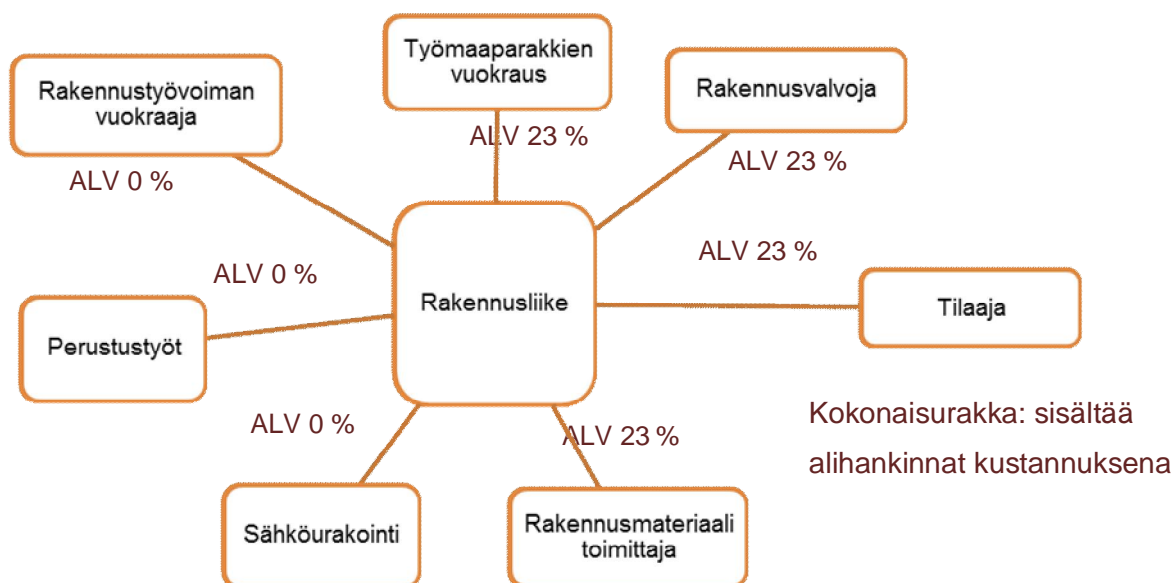 Työmaaparakkien
vuokraus
Rakennustyövoiman
vuokraaja
Rakennusvalvoja
ALV 23 %
ALV 23 %
ALV 0 %
ALV 0 %
ALV 23 %
Rakennusliike
Tilaaja
Perustustyöt
ALV 0 %
ALV 23 %
Kokonaisurakka: sisältää
alihankinnat kustannuksena
Sähköurakointi
Rakennusmateriaali
toimittaja